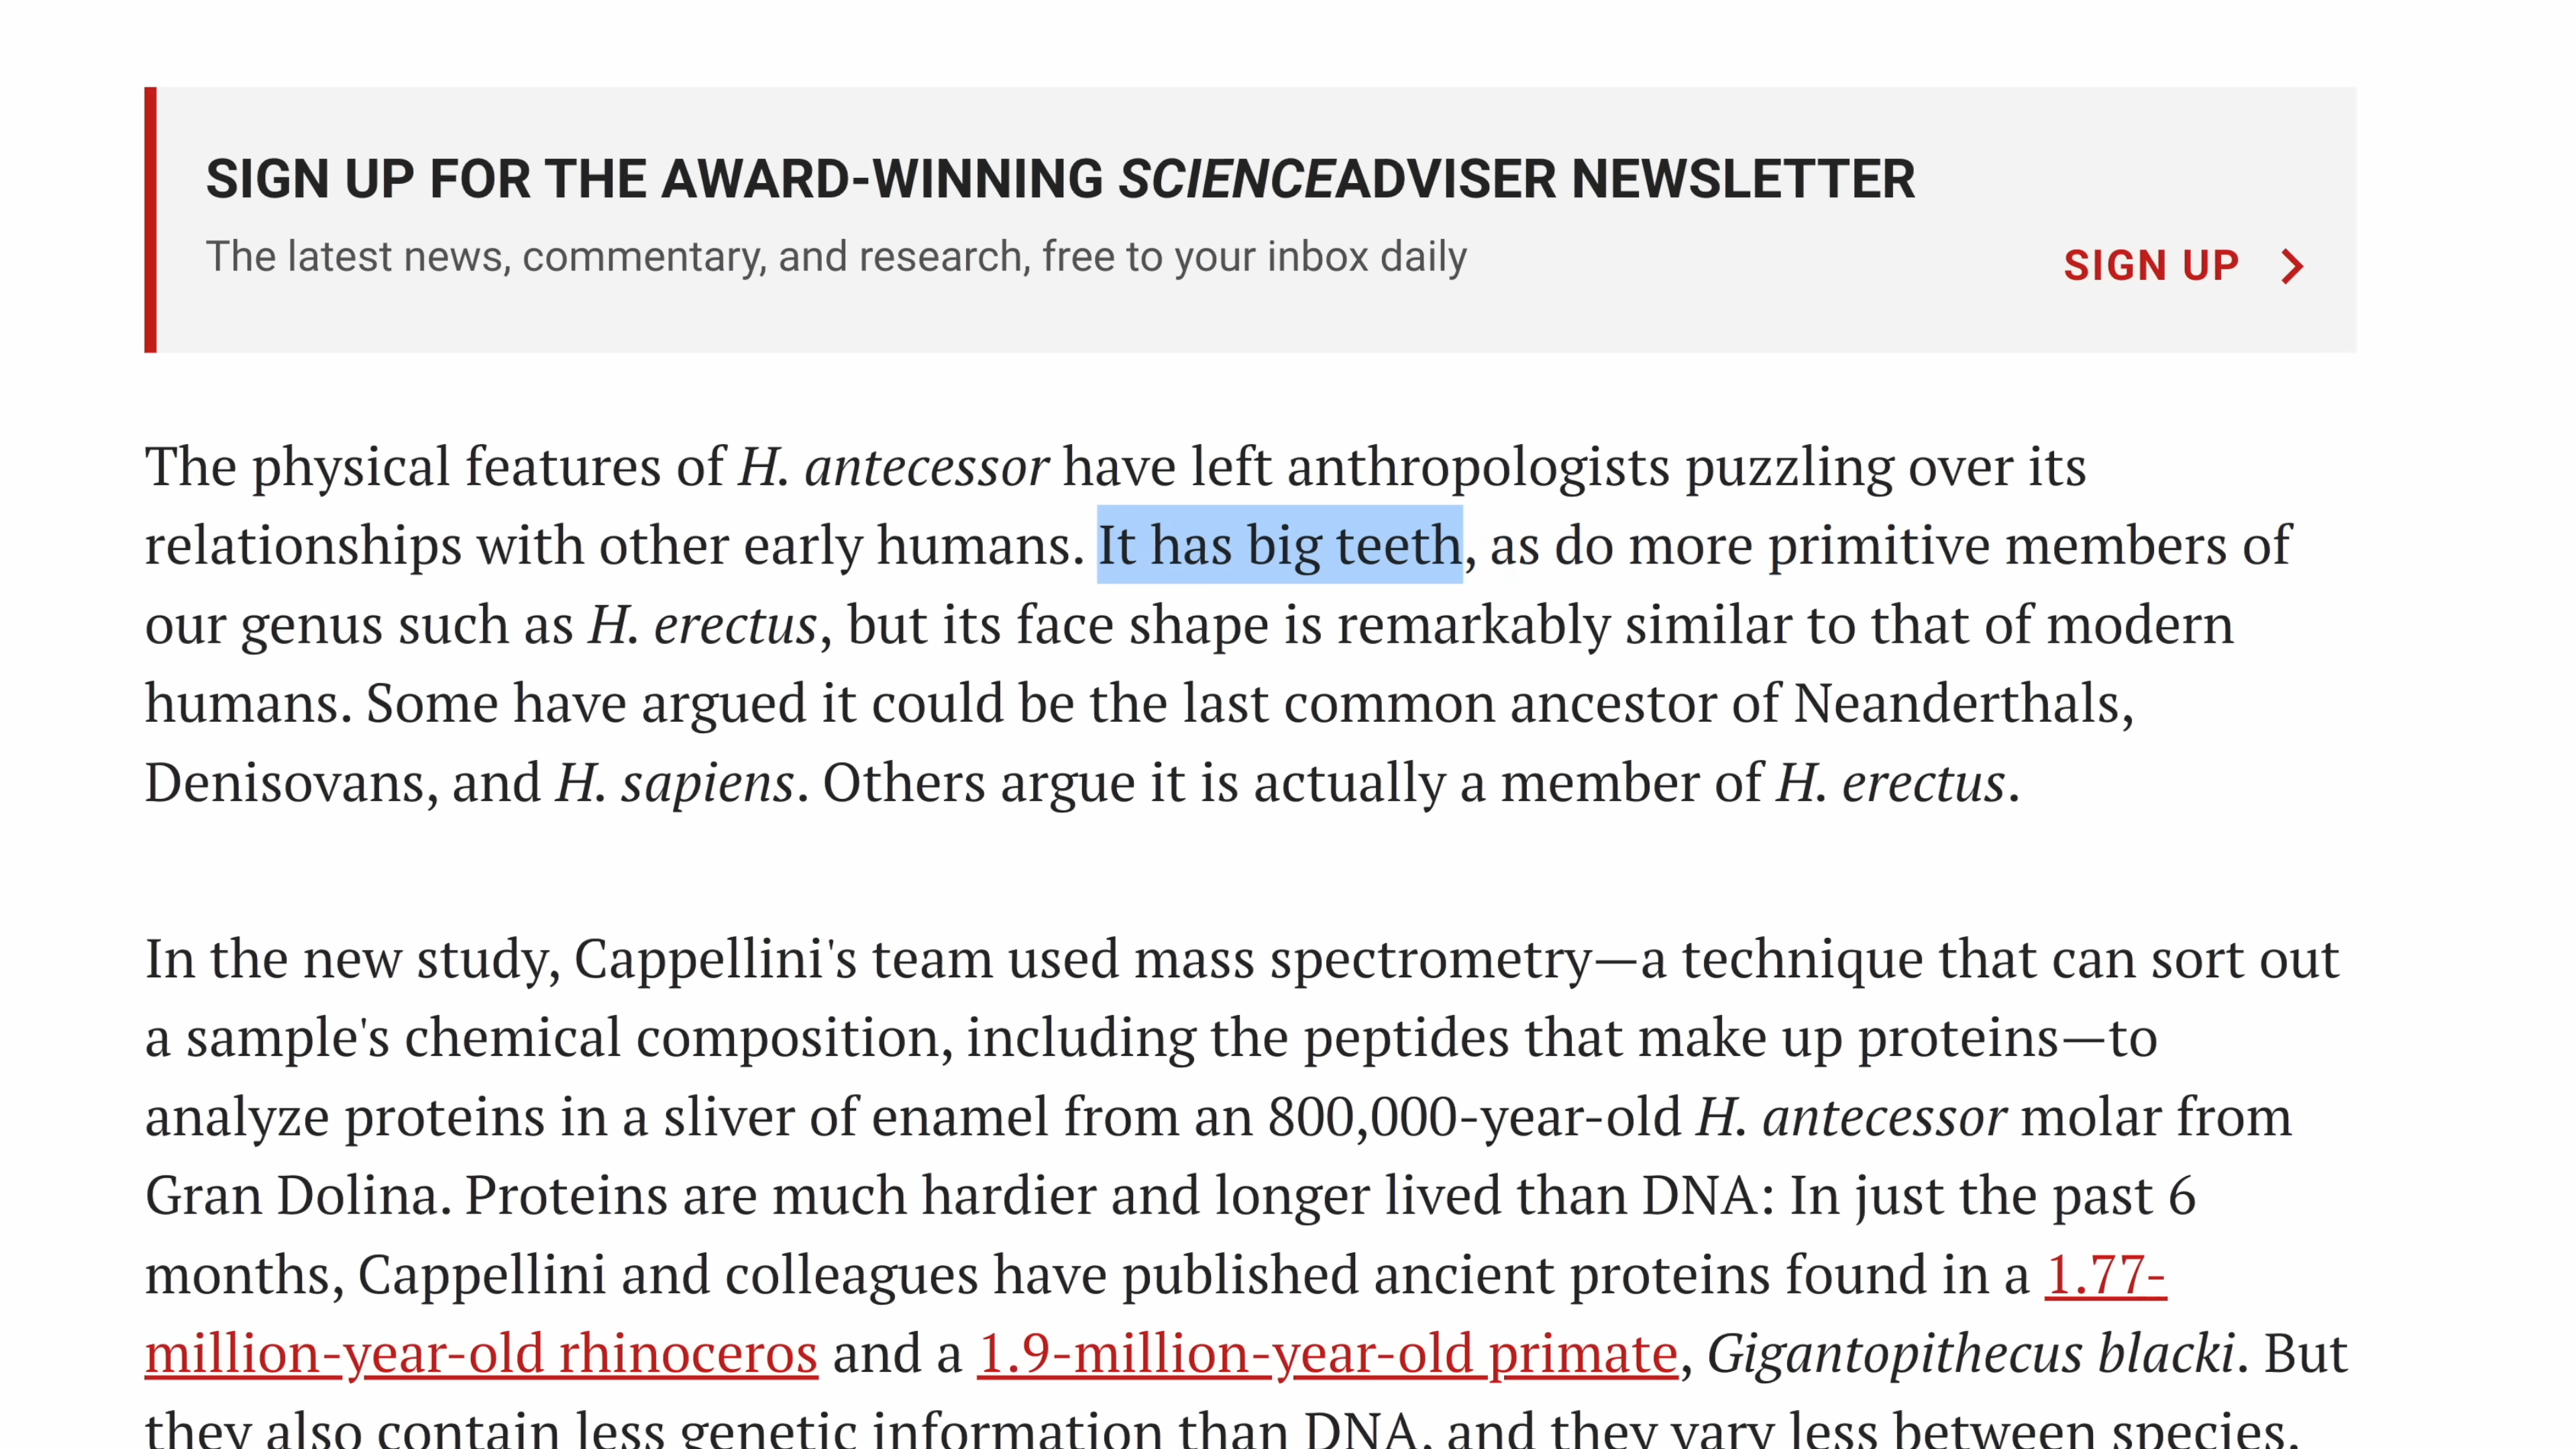 SIGN UP FOR THE AWARD-WINNING SCIENCEADVISER NEWSLETTER
The latest news, commentary, and research, free to your inbox daily
SIGN UP
The physical features of H. antecessor have left anthropologists puzzling over its
relationships with other early humans. It has big teeth, as do more primitive members of
our genus such as H. erectus, but its face shape is remarkably similar to that of modern
humans. Some have argued it could be the last common ancestor of Neanderthals,
Denisovans, and H. sapiens. Others argue it is actually a member of H. erectus.
In the new study, Cappellini's team used mass spectrometry—a technique that can sort out
a sample's chemical composition, including the peptides that make up proteins—to
analyze proteins in a sliver of enamel from an 800,000-year-old H. antecessor molar from
Gran Dolina. Proteins are much hardier and longer lived than DNA: In just the past 6
months, Cappellini and colleagues have published ancient proteins found in a 1.77-
million-year-old rhinoceros and a 1.9-million-year-old primate, Gigantopithecus blacki. But
they also contain less genetic information than DNA, and they vary less between species.